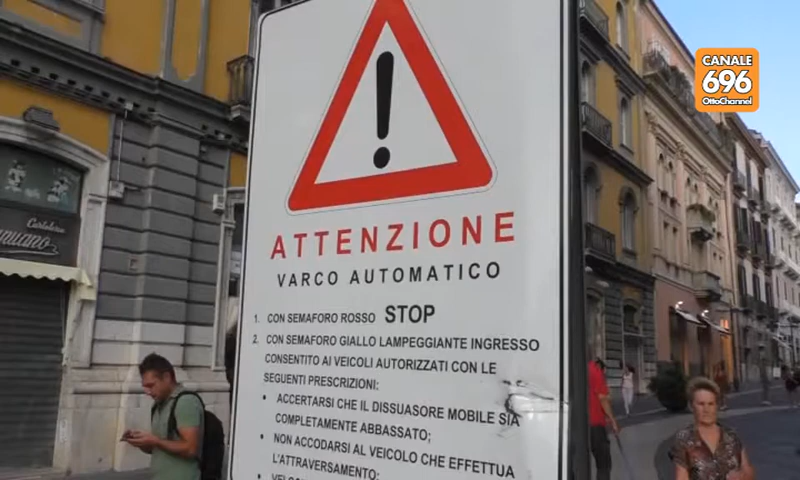 CANALE
696
OttoChannel
Cartoleria
ATTENZIONE
VARCO AUTOMATICO
1. CON SEMAFORO ROSSO STOP
2. CON SEMAFORO GIALLO LAMPEGGIANTE INGRESSO
CONSENTITO AI VEICOLI AUTORIZZATI CON LE
SEGUENTI PRESCRIZIONI:
• ACCERTARSI CHE IL DISSUASORE MOBILE SIA
COMPLETAMENTE ABBASSATO;
• NON ACCODARSI AL VEICOLO CHE EFFETTUA
L'ATTRAVERSAMENTO;